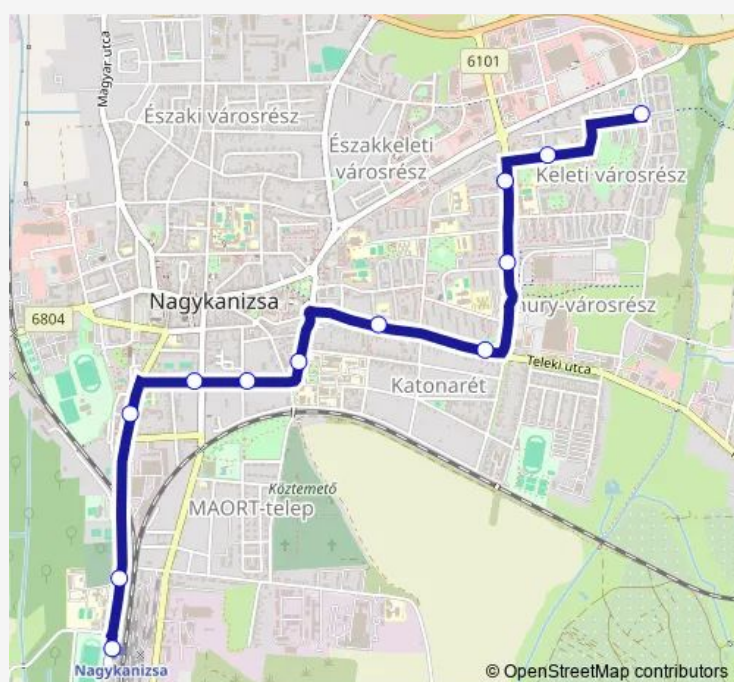 6101
Magyar utca
Északi városrész
Északkeleti
városrész
Keleti városrész
Nagykanizsa
6804
hury-városrész
Teleki utca
Katonarét
Köztemető
MAORT-telep
Nagykanizsa
© OpenStreetMap contributors